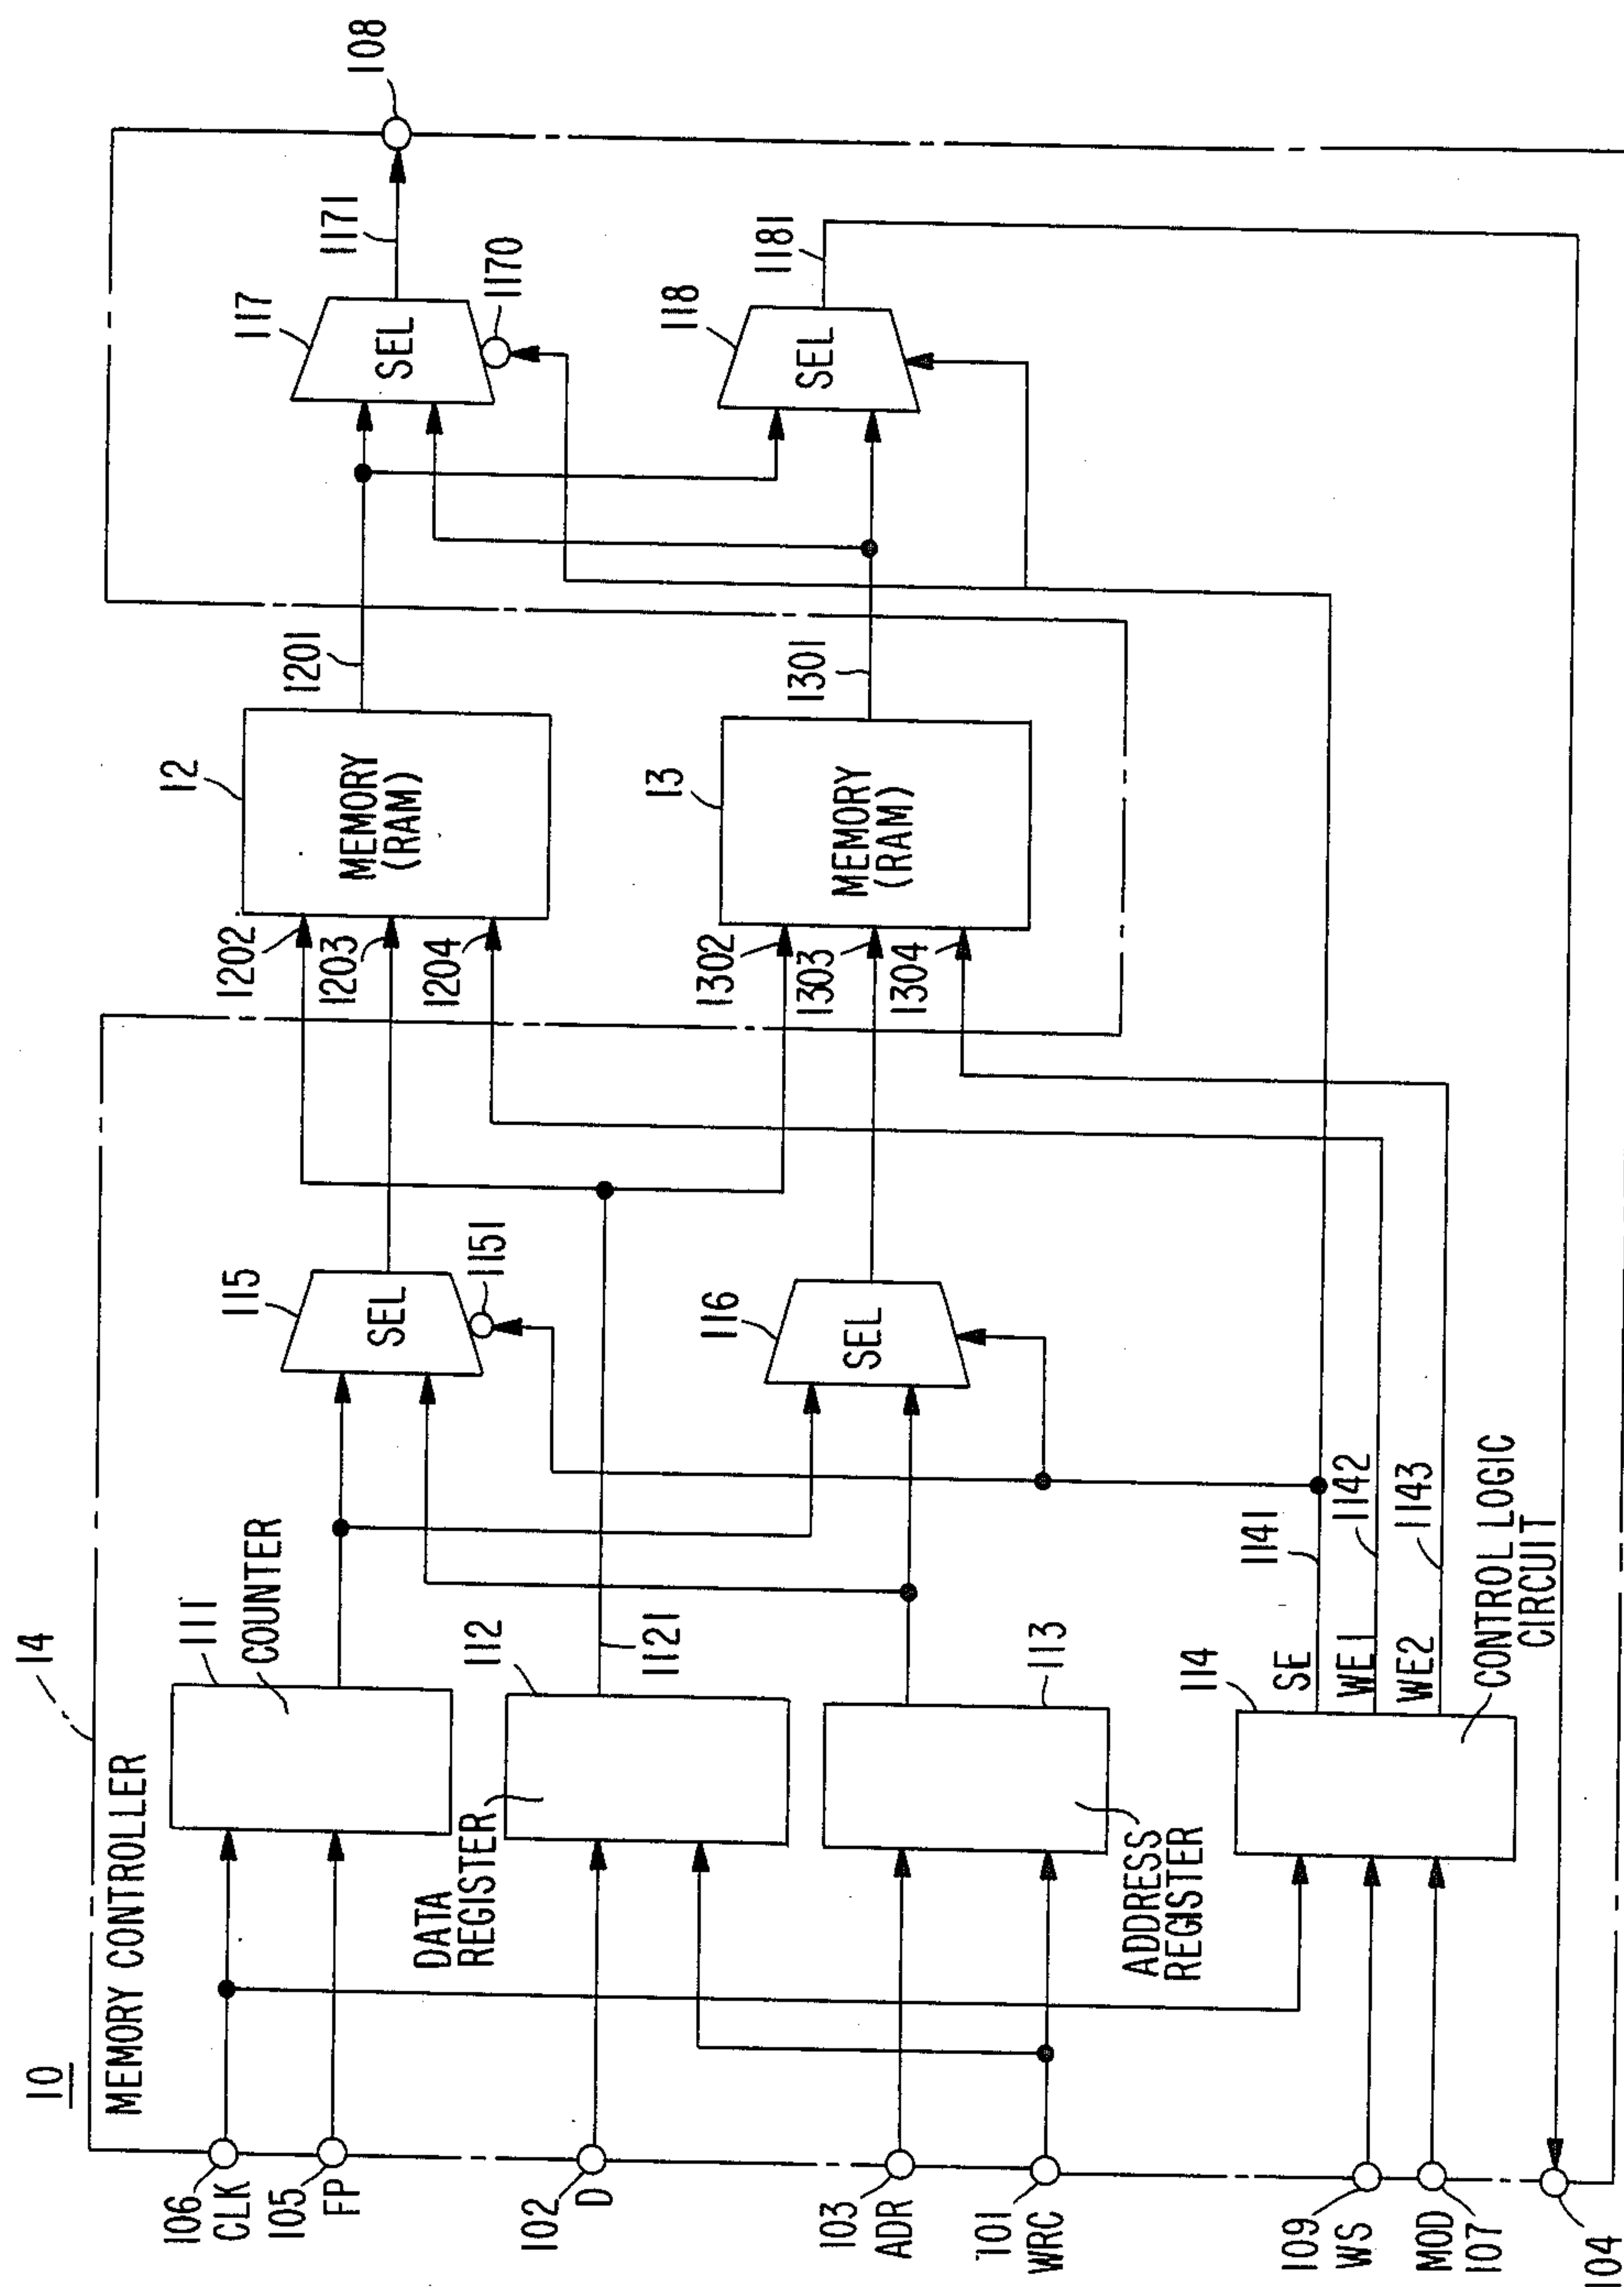 10
MEMORY CONTROLLER
14
106
CLK
105
FP
102
D
103
ADR
101
WRC
109
WS
MOD
107
104
111
COUNTER
DATA
REGISTER
112
1121
ADDRESS
REGISTER
113
114
SE
1141
WE1
1142
WE2
1143
CONTROL LOGIC
CIRCUIT
115
SEL
1151
116
SEL
1202
1203
1204
12
MEMORY
(RAM)
1201
1302
1303
1304
13
MEMORY
(RAM)
1301
117
SEL
1170
1171
108
118
SEL
1181